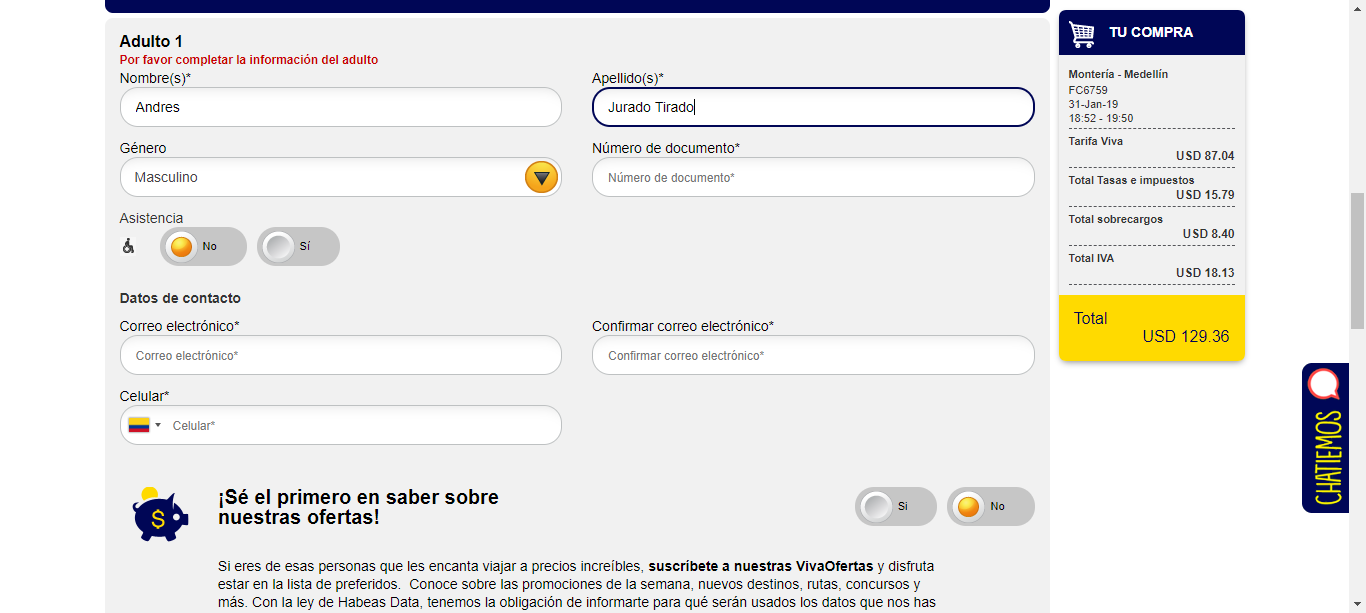 Adulto 1
Por favor completar la información del adulto
Nombre(s)*
Apellido(s)*
Andres
Jurado Tirado
Género
Número de documento*
Masculino
Número de documento*
Asistencia
No
Sí
Datos de contacto
Correo electrónico*
Confirmar correo electrónico*
Correo electrónico*
Confirmar correo electrónico*
Celular*
Celular*
$
¡Sé el primero en saber sobre
nuestras ofertas!
Si
No
Si eres de esas personas que les encanta viajar a precios increíbles, suscríbete a nuestras VivaOfertas y disfruta
estar en la lista de preferidos. Conoce sobre las promociones de la semana, nuevos destinos, rutas, concursos y
más. Con la ley de Habeas Data, tenemos la obligación de informarte para qué serán usados los datos que nos has
TU COMPRA
Montería - Medellín
FC6759
31-Jan-19
18:52 - 19:50
Tarifa Viva
USD 87.04
Total Tasas e impuestos
USD 15.79
Total sobrecargos
USD 8.40
Total IVA
USD 18.13
Total
USD 129.36
CHATIEMOS